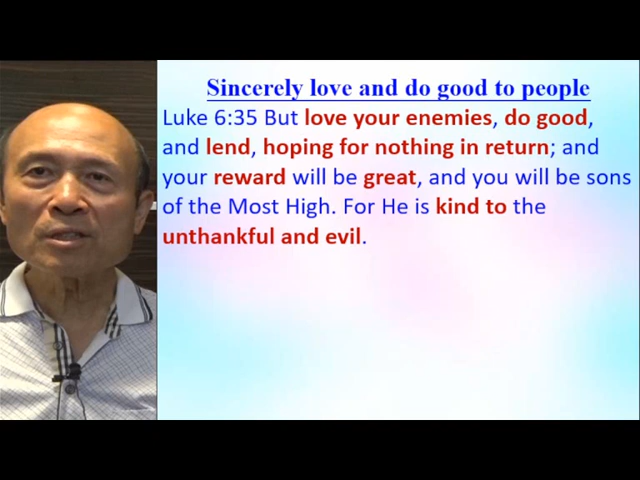 Sincerely love and do good to people
Luke 6:35 But love your enemies, do good,
and lend, hoping for nothing in return; and
your reward will be great, and you will be sons
of the Most High. For He is kind to the
unthankful and evil.